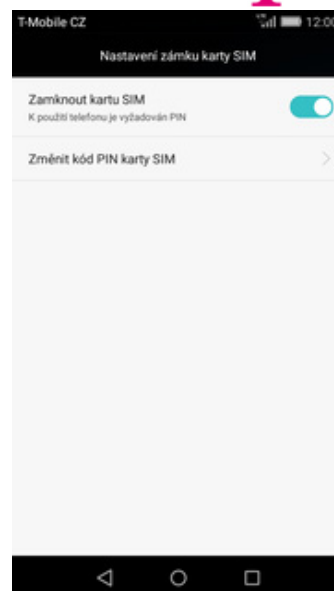 T-Mobile CZ 12:00
Nastavení zámku karty SIM
Zamknout kartu SIM
K použití telefonu je vyžadován PIN
Změnit kód PIN karty SIM